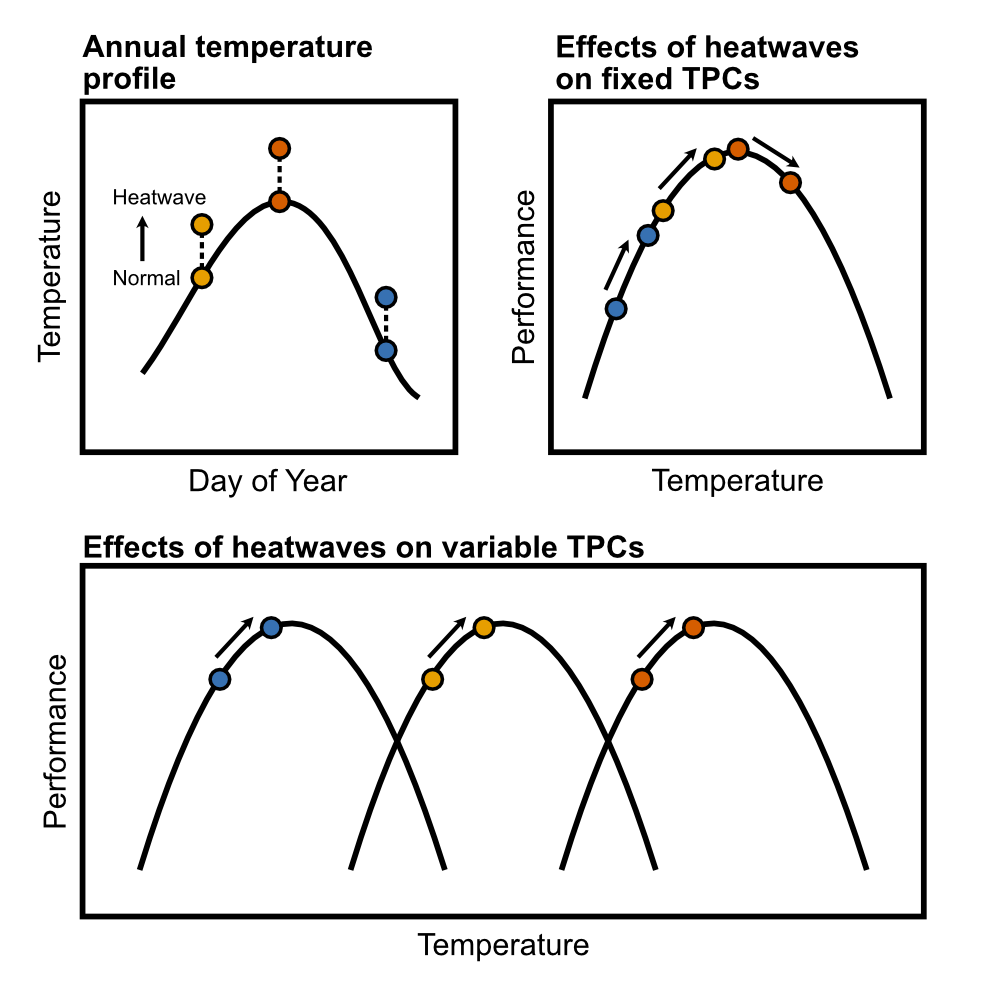 Annual temperature
profile
Temperature
Heatwave
Normal
Day of Year
Effects of heatwaves
on fixed TPCs
Performance
Temperature
Effects of heatwaves on variable TPCs
Performance
Temperature